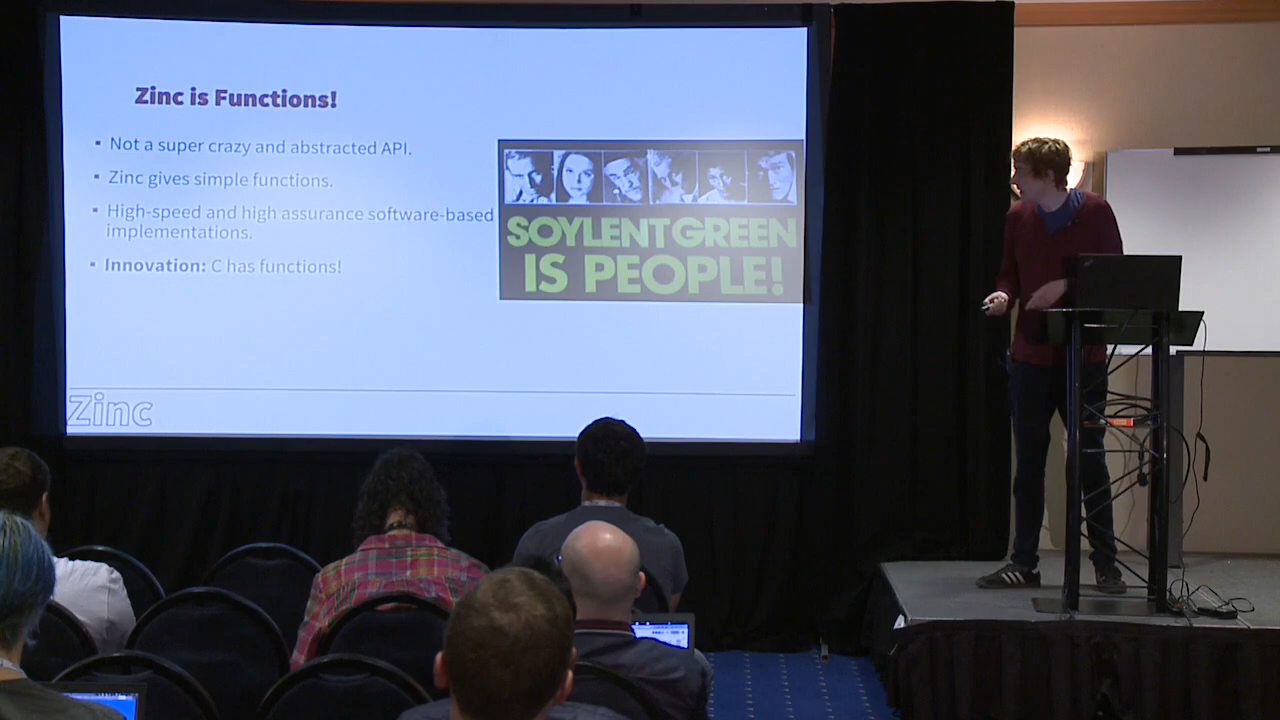 Zinc is Functions!
Not a super crazy and abstracted API.
Zinc gives simple functions.
High-speed and high assurance software-based
implementations.
Innovation: C has functions!
SOYLENT GREEN
IS PEOPLE!
Zinc